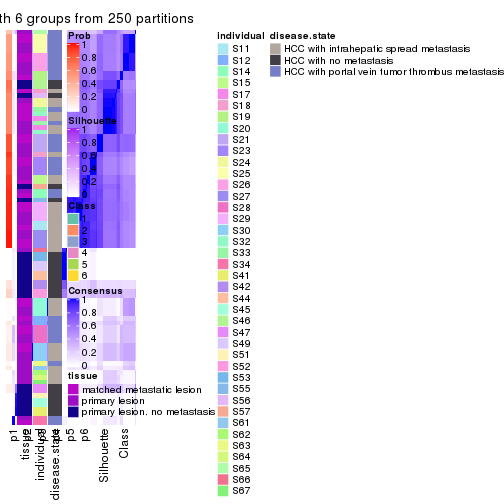 th 6 groups from 250 partitions
Prob
1
0.8
0.6
0.4
0.2
0
Silhouette
1
0.8
0.6
0.4
0.2
0
Class
1
2
3
4
5
6
Consensus
1
0.8
0.6
0.4
0.2
0
tissue
matched metastatic lesion
primary lesion
primary lesion. no metastasis
individual
S11
S12
S14
S15
S17
S18
S19
S20
S21
S23
S24
S25
S26
S27
S28
S29
S30
S32
S33
S34
S41
S42
S44
S45
S46
S47
S49
S51
S52
S53
S55
S56
S57
S61
S62
S63
S64
S65
S66
S67
disease.state
HCC with intrahepatic spread metastasis
HCC with no metastasis
HCC with portal vein tumor thrombus metastasis
p1
tissue
individual
disease.state
p5
p6
Silhouette
Class